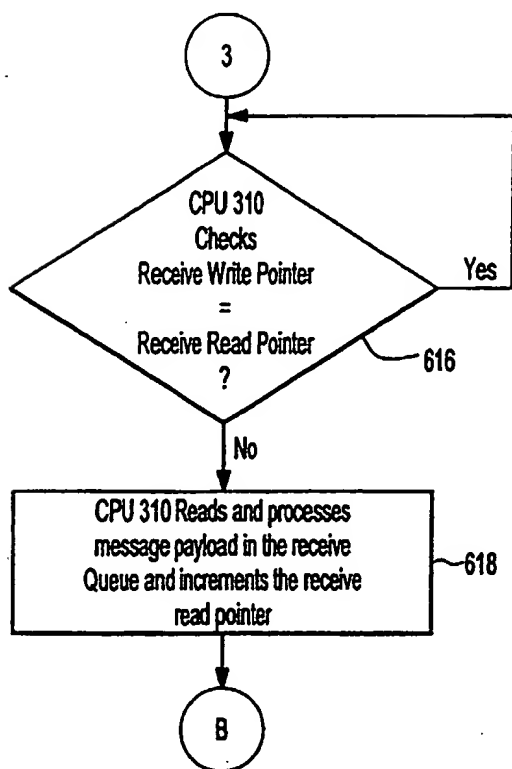 3
CPU 310
Checks
Receive Write Pointer
=
Receive Read Pointer
?
Yes
616
No
CPU 310 Reads and processes
message payload in the receive
Queue and increments the receive
read pointer
618
B